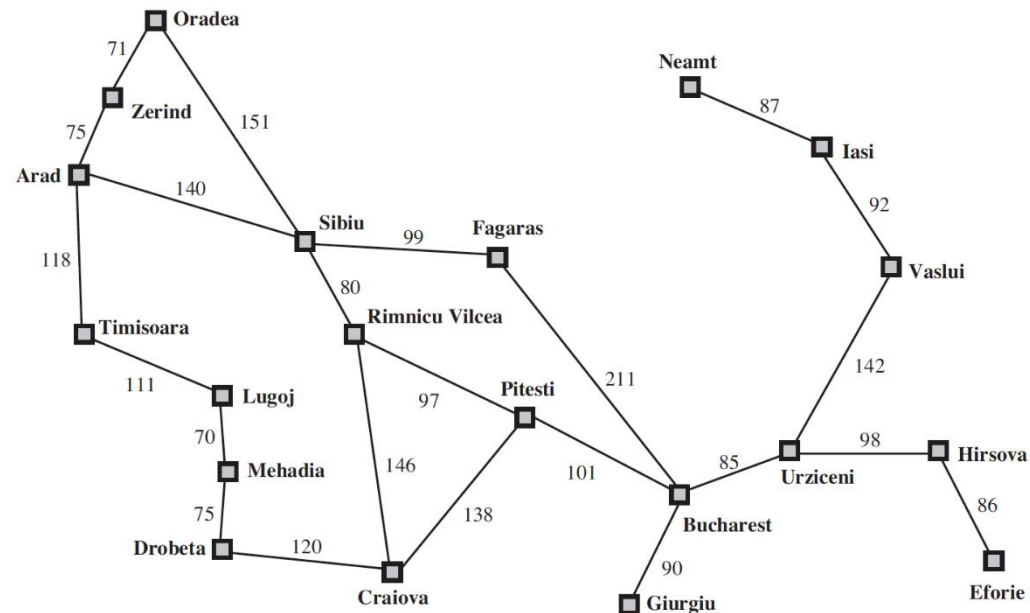 Oradea
71
Neamt
Zerind
87
151
75
Iasi
Arad
140
92
Sibiu
Fagaras
99
118
Vaslui
80
Timisoara
Rimnicu Vilcea
142
111
211
Lugoj
Pitesti
97
70
98
Hirsova
146
85
Mehadia
101
Urziceni
86
75
138
Bucharest
Drobeta
120
90
Craiova
Giurgiu
Eforie